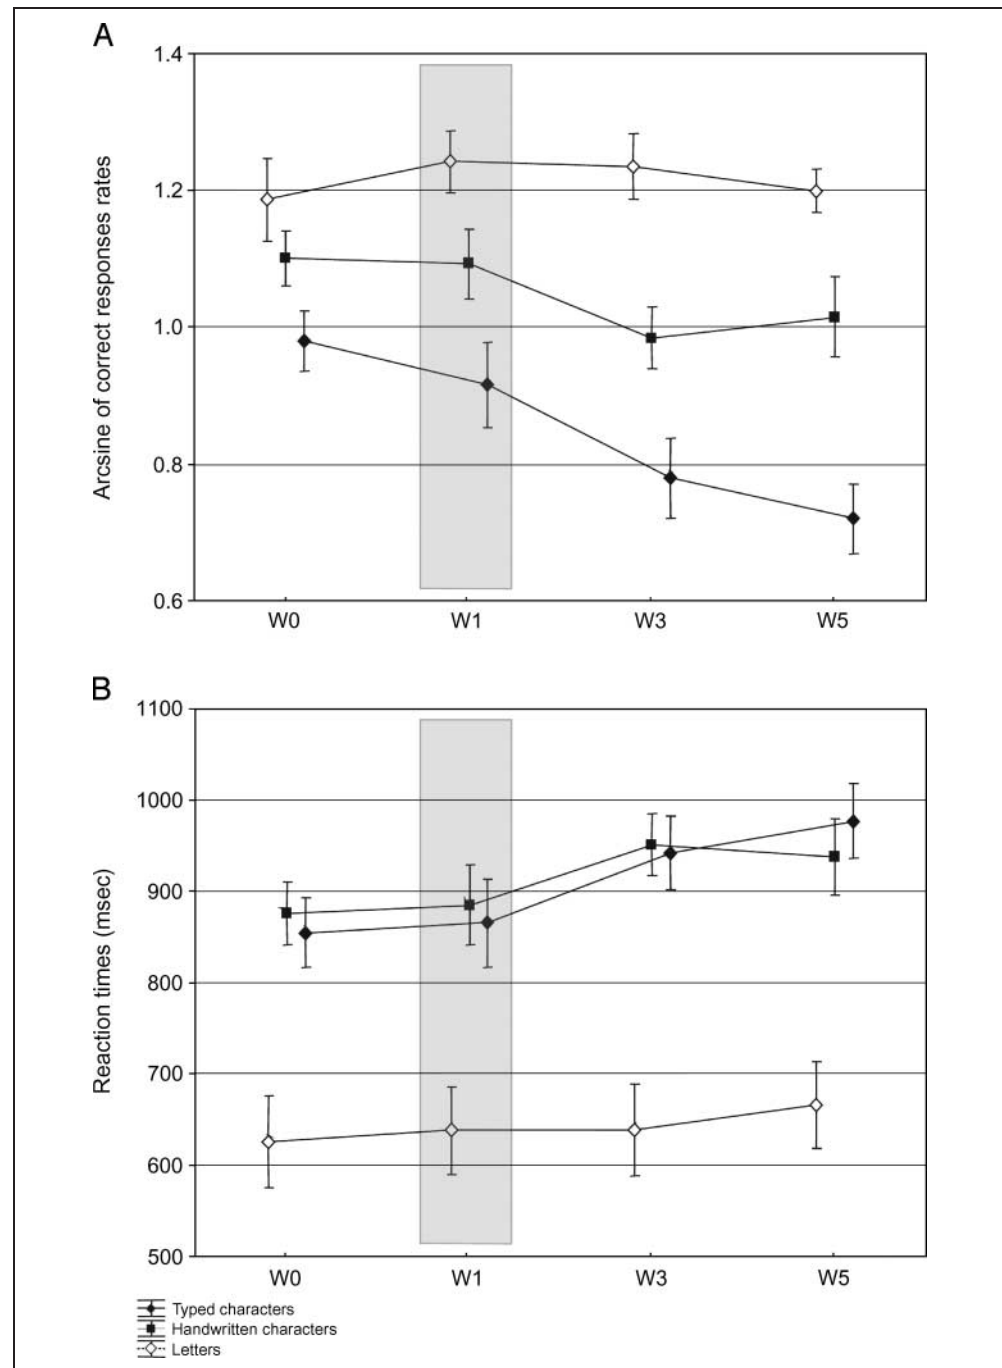 A
1.4
1.2
1.0
0.8
0.6
Arcsine of correct responses rates
W0 W1 W3 W5
B
1100
1000
900
800
700
600
500
Reaction times (msec)
W0 W1 W3 W5
Typed characters
Handwritten characters
Letters